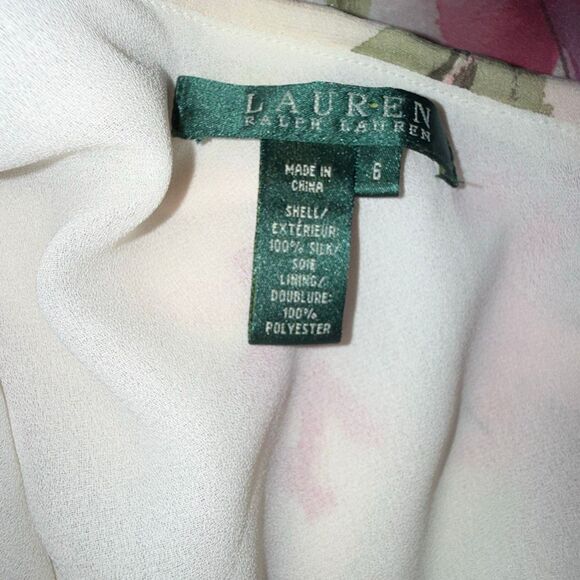 LAUREN
RALPH LAUREN
6
MADE IN
CHINA
SHELL/
EXTÉRIEUR:
100% SILK/
SOIE
LINING/
DOUBLURE:
100%
POLYESTER